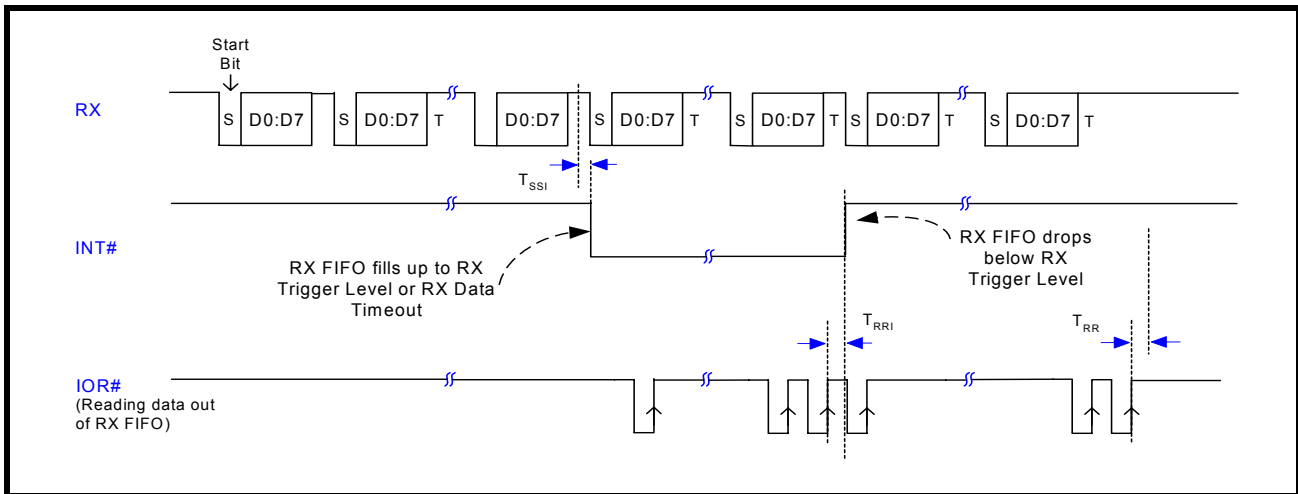 Start
Bit
RX
S D0:D7 S D0:D7 T D0:D7 S D0:D7 T S D0:D7 T S D0:D7 T S D0:D7 T
TSSI
INT#
RX FIFO fills up to RX
Trigger Level or RX Data
Timeout
RX FIFO drops
below RX
Trigger Level
TRRI
TRR
IOR#
(Reading data out
of RX FIFO)